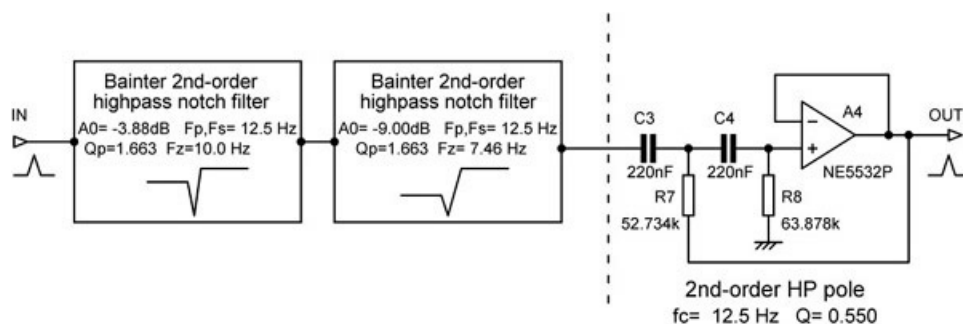 IN
Bainter 2nd-order
highpass notch filter
A0= -3.88dB Fp,Fs= 12.5 Hz
Qp=1.663 Fz=10.0 Hz
Bainter 2nd-order
highpass notch filter
A0= -9.00dB Fp,Fs= 12.5 Hz
Qp=1.663 Fz= 7.46 Hz
C3
220nF
C4
220nF
R7
52.734k
R8
63.878k
−
+
A4
NE5532P
OUT
2nd-order HP pole
fc= 12.5 Hz Q= 0.550